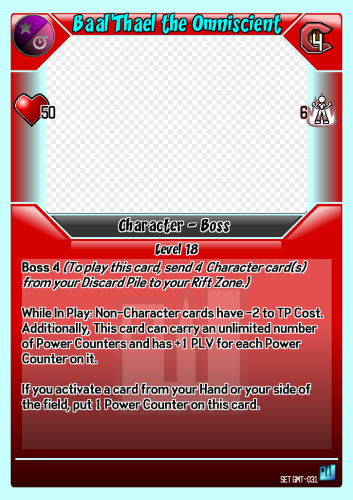 Baal'Thael the Omniscient
4
50
6
Character - Boss
Level 18
Boss 4 (To play this card, send 4 Character card(s)
from your Discard Pile to your Rift Zone.)
While In Play: Non-Character cards have -2 to TP Cost.
Additionally, This card can carry an unlimited number
of Power Counters and has +1 PLV for each Power
Counter on it.
If you activate a card from your Hand or your side of
the field, put 1 Power Counter on this card.
SET GMT-031